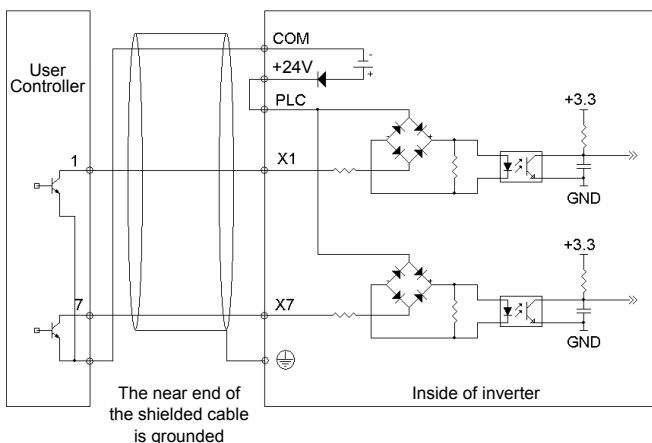 User
Controller
1
7
COM
+24V
PLC
X1
X7
-
+
-
+
+3.3
GND
-
+
+3.3
GND
The near end of
the shielded cable
is grounded
Inside of inverter